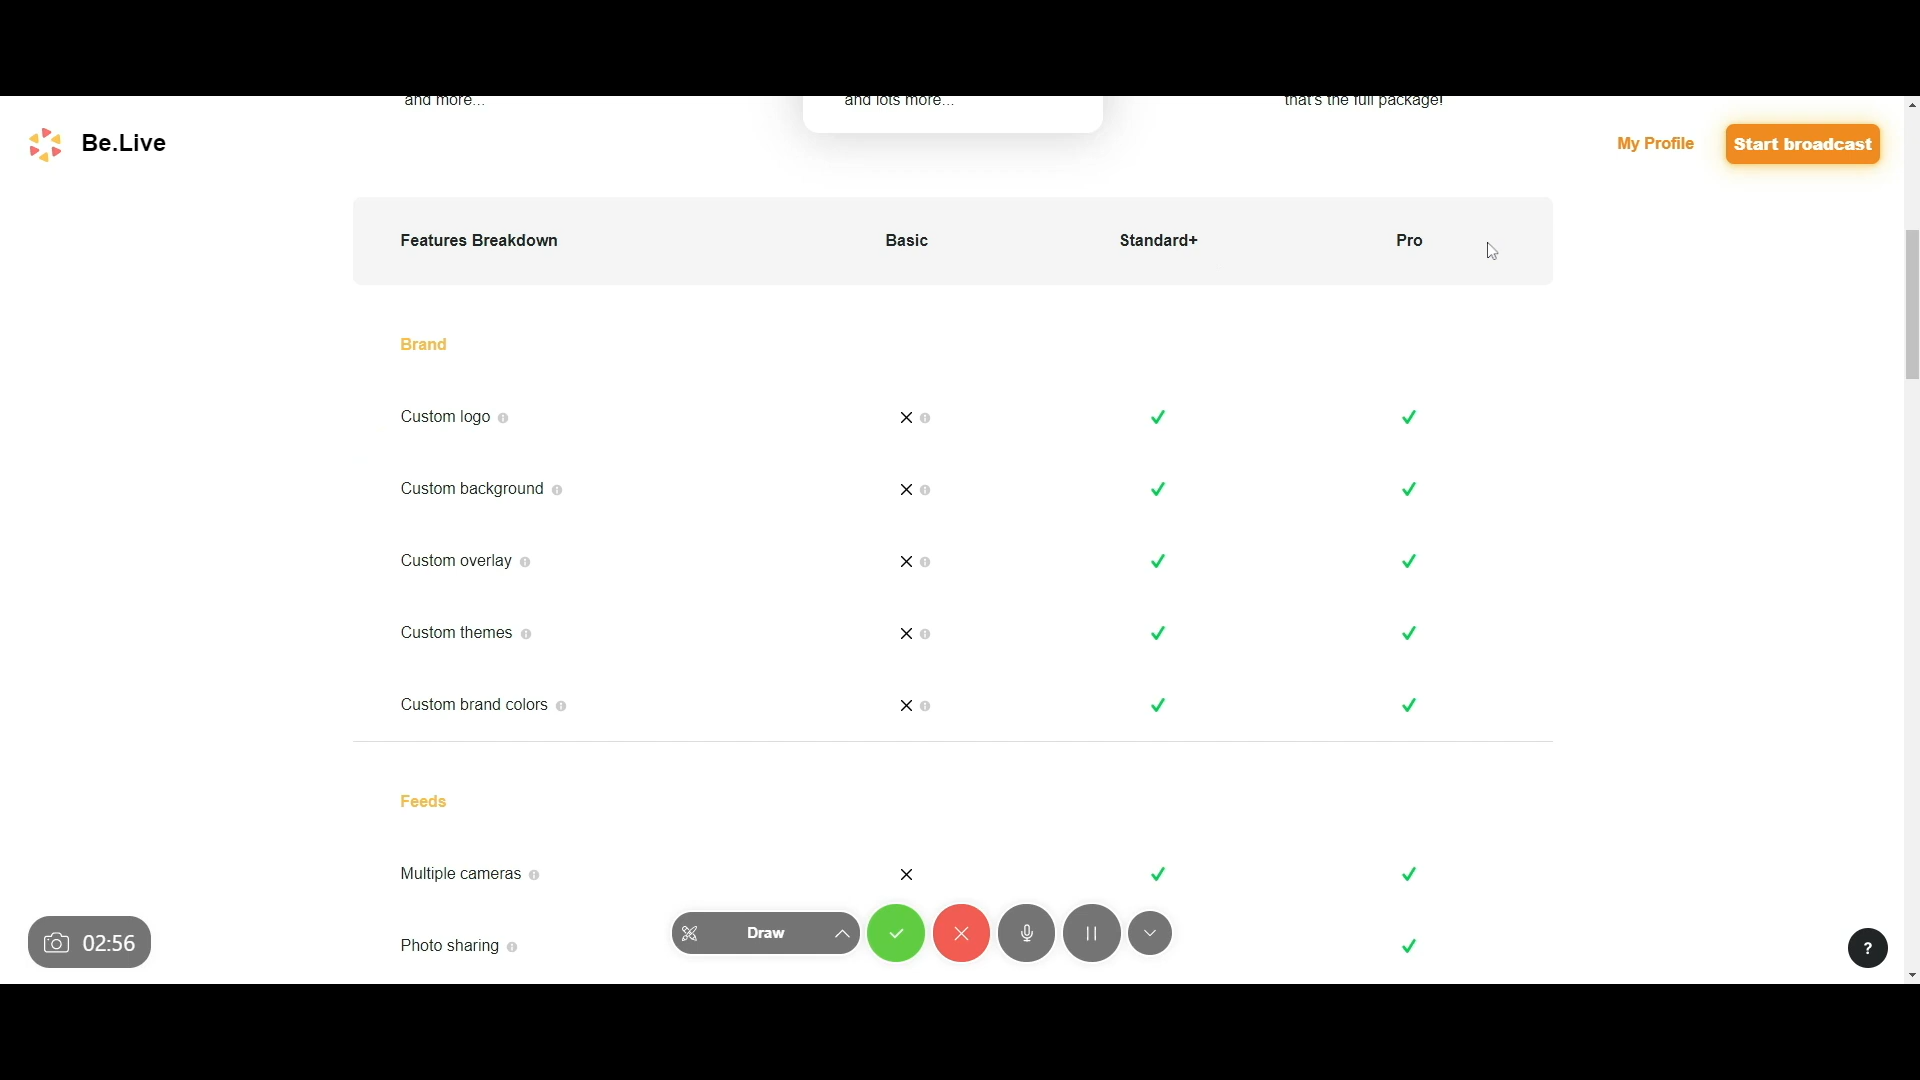 and more...
and lots more...
that's the full package!
Be.Live
My Profile
Start broadcast
Features Breakdown
Basic
Standard+
Pro
Brand
Custom logo
Custom background
Custom overlay
Custom themes
Custom brand colors
Feeds
Multiple cameras
Photo sharing
Draw
02:56
?